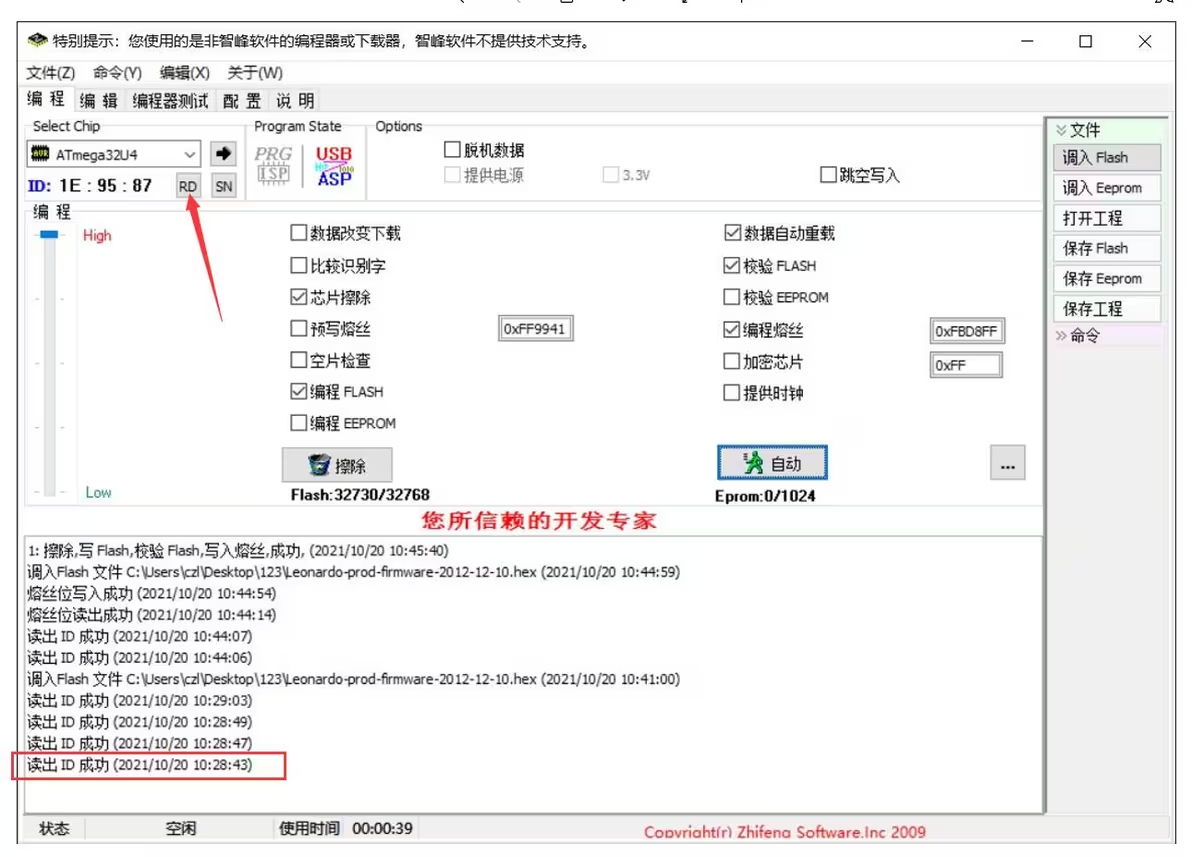 特别提示：您使用的是非智峰软件的编程器或下载器，智峰软件不提供技术支持。
文件(Z) 命令(Y) 编辑(X) 关于(W)
编 程 编 辑 编程器测试 配 置 说 明
Select Chip Program State Options
ATmega32U4
PRG ISP
USB ASP
脱机数据
提供电源 3.3V 跳空写入
ID: 1E : 95 : 87 RD SN
编 程
High
数据改变下载 数据自动重载
比较识别字 校验 FLASH
芯片擦除 校验 EEPROM
预写熔丝 0xFF9941 编程熔丝 0xFBD8FF
空片检查 加密芯片 0xFF
编程 FLASH 提供时钟
编程 EEPROM
擦除 自动 ...
Low
Flash:32730/32768 Eprom:0/1024
您所信赖的开发专家
1: 擦除,写 Flash,校验 Flash,写入熔丝,成功, (2021/10/20 10:45:40)
调入Flash 文件 C:\Users\czl\Desktop\123\Leonardo-prod-firmware-2012-12-10.hex (2021/10/20 10:44:59)
熔丝位写入成功 (2021/10/20 10:44:54)
熔丝位读出成功 (2021/10/20 10:44:14)
读出 ID 成功 (2021/10/20 10:44:07)
读出 ID 成功 (2021/10/20 10:44:06)
调入Flash 文件 C:\Users\czl\Desktop\123\Leonardo-prod-firmware-2012-12-10.hex (2021/10/20 10:41:00)
读出 ID 成功 (2021/10/20 10:29:03)
读出 ID 成功 (2021/10/20 10:28:49)
读出 ID 成功 (2021/10/20 10:28:47)
读出 ID 成功 (2021/10/20 10:28:43)
文件
调入 Flash
调入 Eeprom
打开工程
保存 Flash
保存 Eeprom
保存工程
命令
状态 空闲 使用时间 00:00:39 Copyright(r) Zhifeng Software.Inc 2009